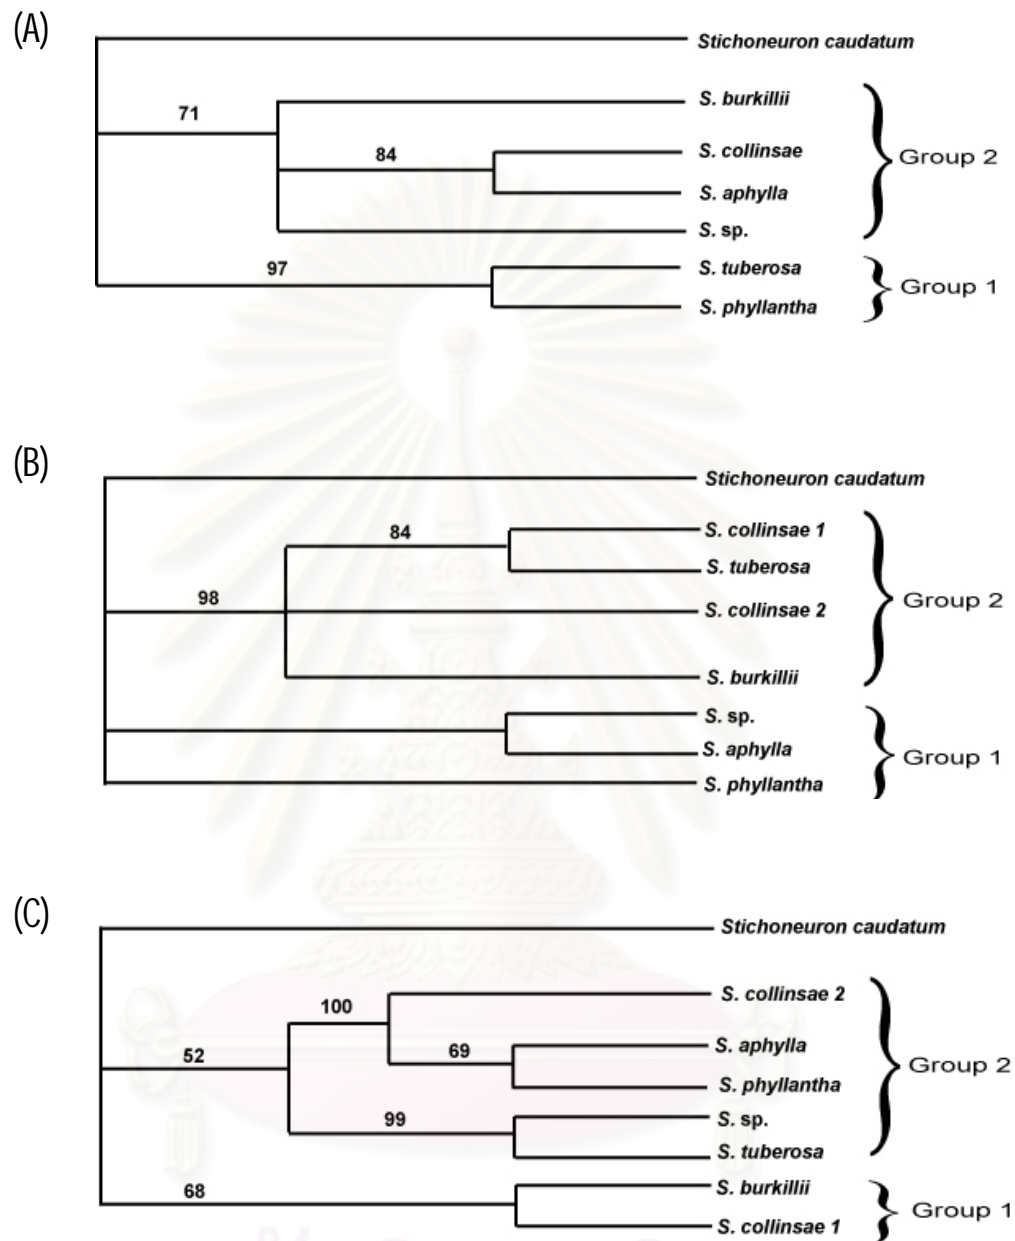 (A)
Stichoneuron caudatum
71
S. burkillii
84
S. collinsae
Group 2
S. aphylla
S. sp.
97
S. tuberosa
Group 1
S. phyllantha
(B)
Stichoneuron caudatum
84
S. collinsae 1
S. tuberosa
98
S. collinsae 2
Group 2
S. burkillii
S. sp.
S. aphylla
Group 1
S. phyllantha
(C)
Stichoneuron caudatum
100
S. collinsae 2
52
69
S. aphylla
Group 2
S. phyllantha
99
S. sp.
S. tuberosa
68
S. burkillii
Group 1
S. collinsae 1